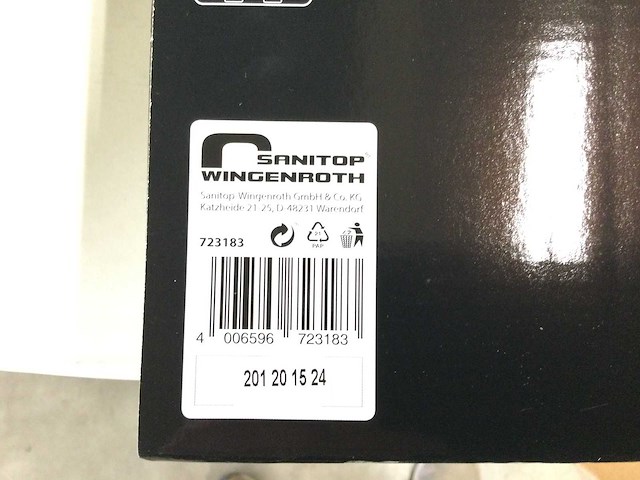 SANITOP
WINGENROTH
Sanitop-Wingenroth GmbH & Co. KG
Katzheide 21-25, D-48231 Warendorf
723183
21
PAP
4 006596 723183
201 20 15 24